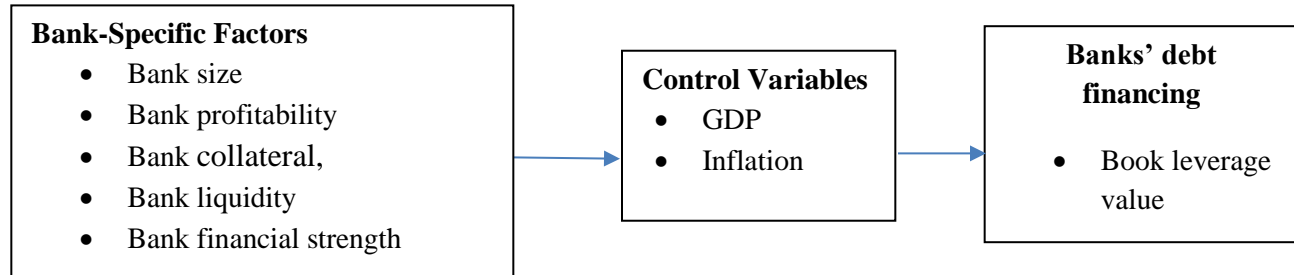 Bank-Specific Factors
• Bank size
• Bank profitability
• Bank collateral,
• Bank liquidity
• Bank financial strength
Control Variables
• GDP
• Inflation
Banks’ debt
financing
• Book leverage
value